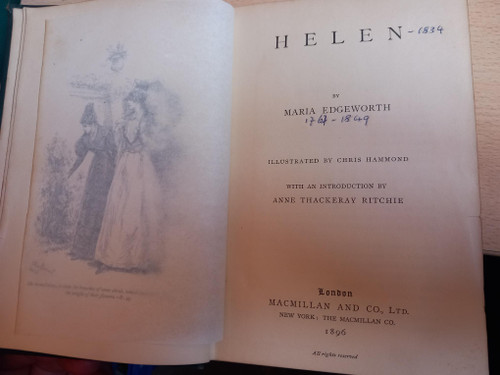 HELEN - 1834
BY
MARIA EDGEWORTH
1767 - 1849
ILLUSTRATED BY CHRIS HAMMOND
WITH AN INTRODUCTION BY
ANNE THACKERAY RITCHIE
London
MACMILLAN AND CO., LTD.
NEW YORK: THE MACMILLAN CO.
1896
All rights reserved